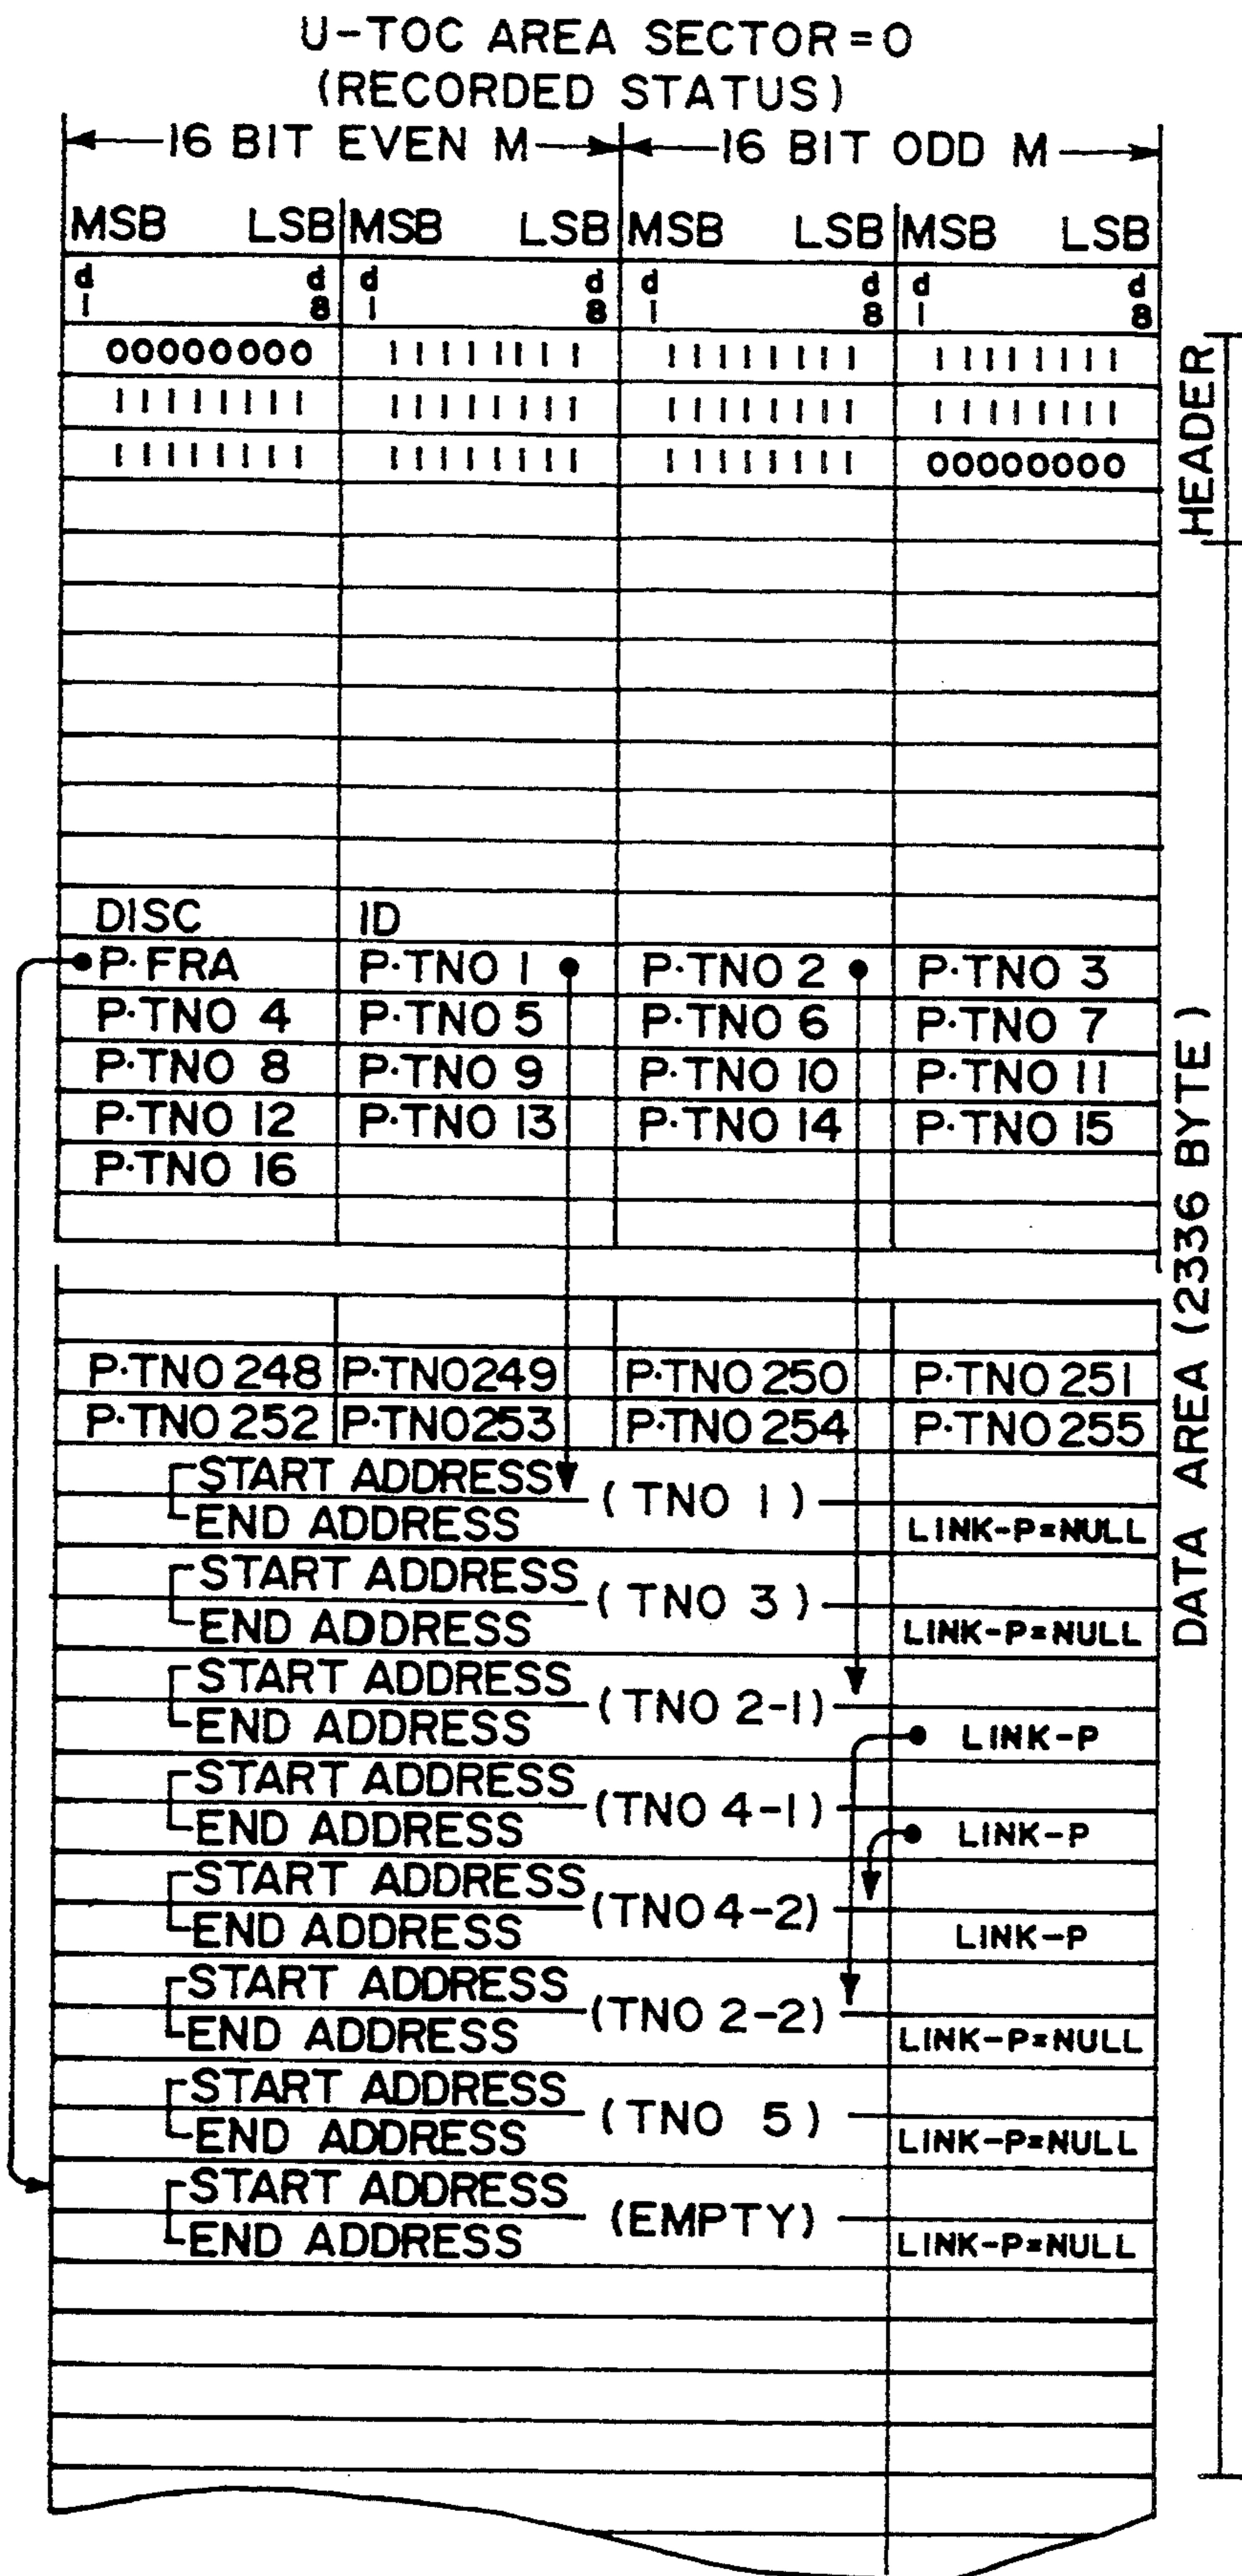 U-TOC AREA SECTOR=0
(RECORDED STATUS)
16 BIT EVEN M 16 BIT ODD M
MSB LSB MSB LSB MSB LSB MSB LSB
d d d d d d d d
1 8 1 8 1 8 1 8
00000000 11111111 11111111 11111111
11111111 11111111 11111111 11111111
11111111 11111111 11111111 00000000
HEADER
DISC ID
P·FRA P·TNO 1 P·TNO 2 P·TNO 3
P·TNO 4 P·TNO 5 P·TNO 6 P·TNO 7
P·TNO 8 P·TNO 9 P·TNO 10 P·TNO 11
P·TNO 12 P·TNO 13 P·TNO 14 P·TNO 15
P·TNO 16
DATA AREA (2336 BYTE)
P·TNO 248 P·TNO249 P·TNO 250 P·TNO 251
P·TNO 252 P·TNO253 P·TNO 254 P·TNO 255
START ADDRESS
(TNO 1)
END ADDRESS LINK-P=NULL
START ADDRESS
(TNO 3)
END ADDRESS LINK-P=NULL
START ADDRESS
(TNO 2-1)
END ADDRESS LINK-P
START ADDRESS
(TNO 4-1)
END ADDRESS LINK-P
START ADDRESS
(TNO 4-2)
END ADDRESS LINK-P
START ADDRESS
(TNO 2-2)
END ADDRESS LINK-P=NULL
START ADDRESS
(TNO 5)
END ADDRESS LINK-P=NULL
START ADDRESS
(EMPTY)
END ADDRESS LINK-P=NULL